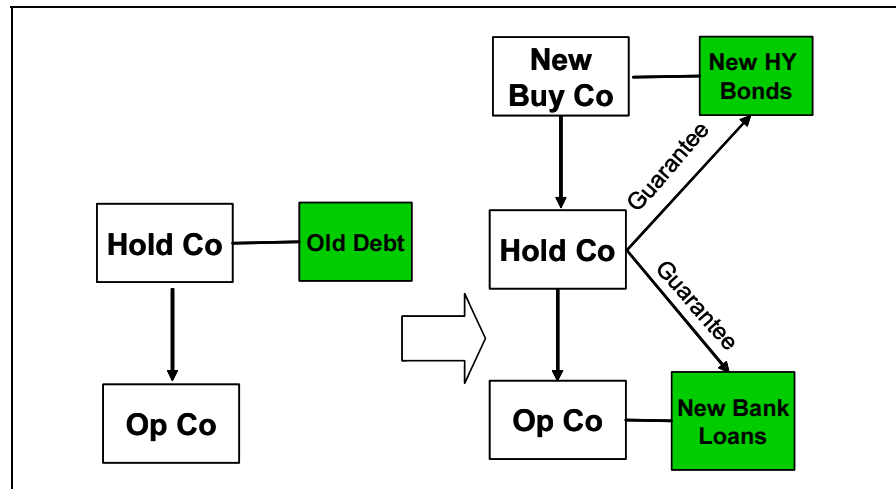 Hold Co
Old Debt
Op Co
New
Buy Co
New HY
Bonds
Guarantee
Hold Co
Guarantee
Op Co
New Bank
Loans